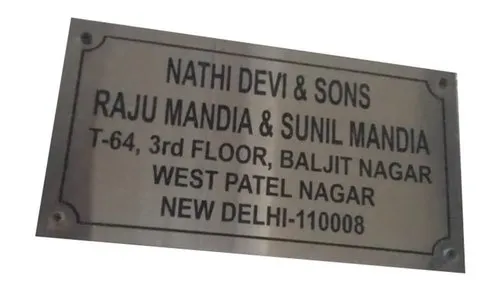 NATHI DEVI & SONS
RAJU MANDIA & SUNIL MANDIA
T-64, 3rd FLOOR, BALJIT NAGAR
WEST PATEL NAGAR
NEW DELHI-110008